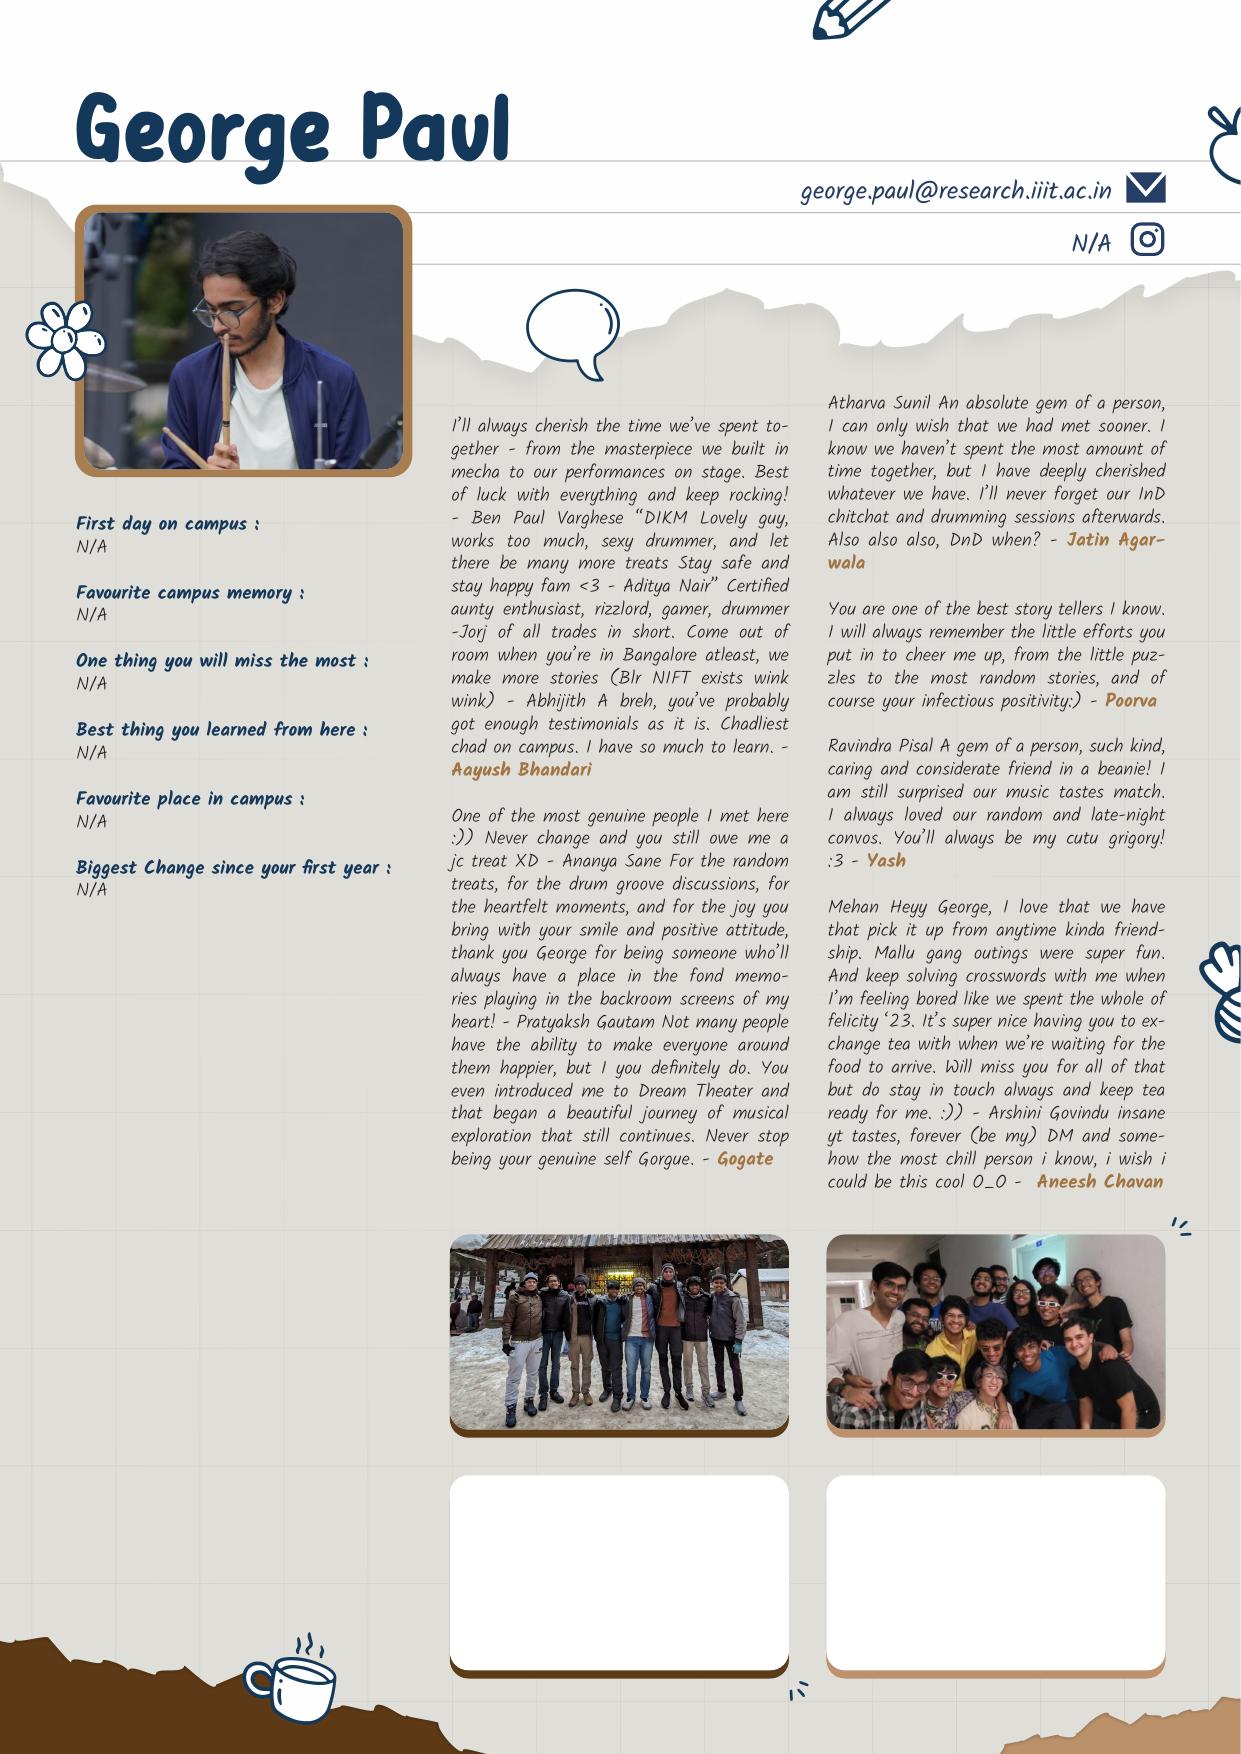 George Paul
george.paul@research.iiit.ac.in
N/A
First day on campus :
N/A
Favourite campus memory :
N/A
One thing you will miss the most :
N/A
Best thing you learned from here :
N/A
Favourite place in campus :
N/A
Biggest Change since your first year :
N/A
I'll always cherish the time we've spent to-
gether - from the masterpiece we built in
mecha to our performances on stage. Best
of luck with everything and keep rocking!
- Ben Paul Varghese “DIKM Lovely guy,
works too much, sexy drummer, and let
there be many more treats Stay safe and
stay happy fam <3 - Aditya Nair” Certified
aunty enthusiast, rizzlord, gamer, drummer
-Jorj of all trades in short. Come out of
room when you're in Bangalore atleast, we
make more stories (Blr NIFT exists wink
wink) - Abhijith A breh, you've probably
got enough testimonials as it is. Chadliest
chad on campus. I have so much to learn. -
Aayush Bhandari
One of the most genuine people I met here
:)) Never change and you still owe me a
jc treat XD - Ananya Sane For the random
treats, for the drum groove discussions, for
the heartfelt moments, and for the joy you
bring with your smile and positive attitude,
thank you George for being someone who'll
always have a place in the fond memo-
ries playing in the backroom screens of my
heart! - Pratyaksh Gautam Not many people
have the ability to make everyone around
them happier, but I you definitely do. You
even introduced me to Dream Theater and
that began a beautiful journey of musical
exploration that still continues. Never stop
being your genuine self Gorgue. - Gogate
Atharva Sunil An absolute gem of a person,
I can only wish that we had met sooner. I
know we haven't spent the most amount of
time together, but I have deeply cherished
whatever we have. I'll never forget our InD
chitchat and drumming sessions afterwards.
Also also also, DnD when? - Jatin Agar-
wala
You are one of the best story tellers I know.
I will always remember the little efforts you
put in to cheer me up, from the little puz-
zles to the most random stories, and of
course your infectious positivity:) - Poorva
Ravindra Pisal A gem of a person, such kind,
caring and considerate friend in a beanie! I
am still surprised our music tastes match.
I always loved our random and late-night
convos. You'll always be my cutu grigory!
:3 - Yash
Mehan Heyy George, I love that we have
that pick it up from anytime kinda friend-
ship. Mallu gang outings were super fun.
And keep solving crosswords with me when
I'm feeling bored like we spent the whole of
felicity ‘23. It's super nice having you to ex-
change tea with when we're waiting for the
food to arrive. Will miss you for all of that
but do stay in touch always and keep tea
ready for me. :)) - Arshini Govindu insane
yt tastes, forever (be my) DM and some-
how the most chill person i know, i wish i
could be this cool O_O - Aneesh Chavan